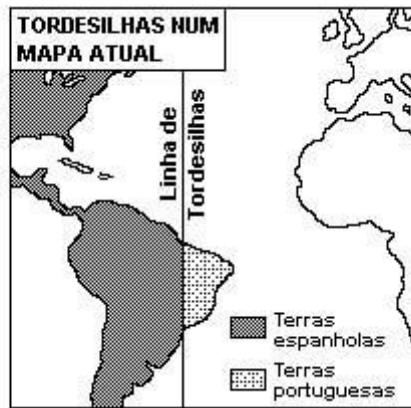 TORDESILHAS NUM
MAPA ATUAL
Linha de
Tordesilhas
Terras
espanholas
Terras
portuguesas